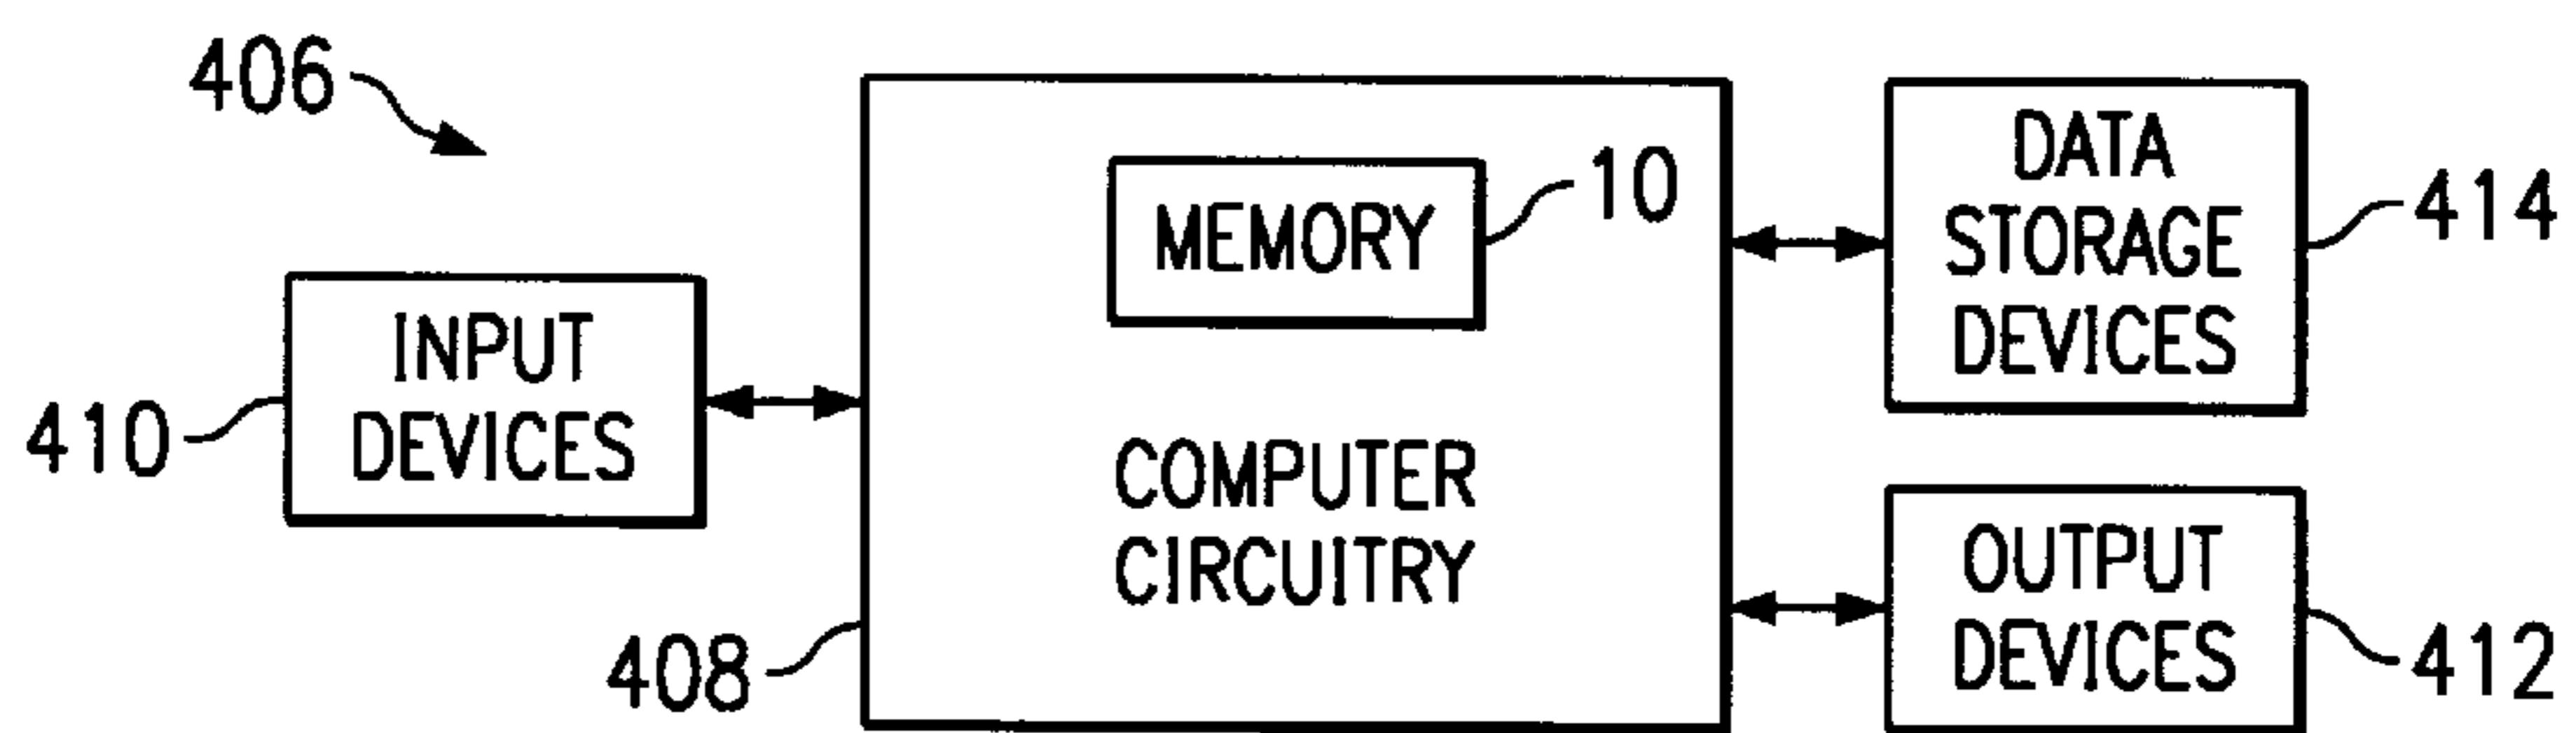 406
MEMORY
10
DATA
STORAGE
DEVICES
414
INPUT
DEVICES
410
COMPUTER
CIRCUITRY
408
OUTPUT
DEVICES
412